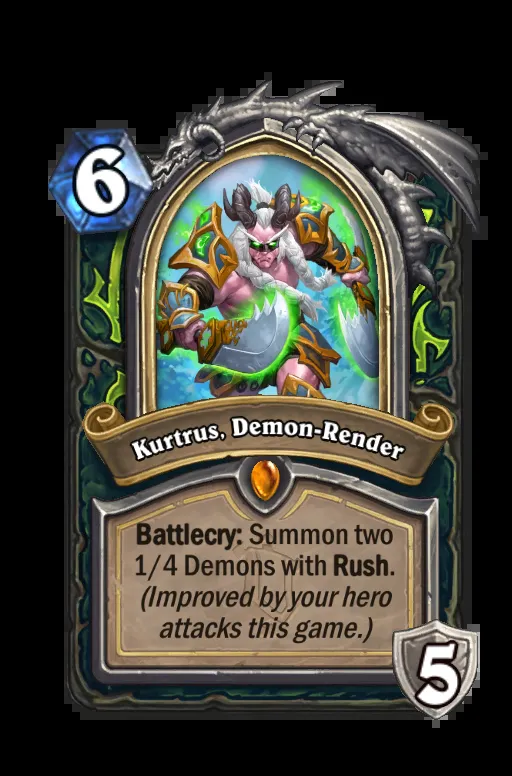 6
Kurtrus, Demon-Render
Battlecry: Summon two
1/4 Demons with Rush.
(Improved by your hero
attacks this game.)
5